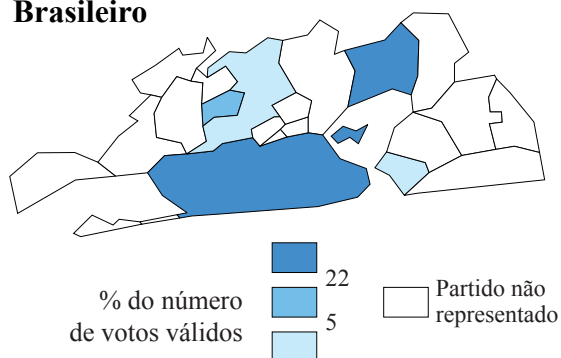 Brasileiro
22
% do número
de votos válidos
5
Partido não
representado